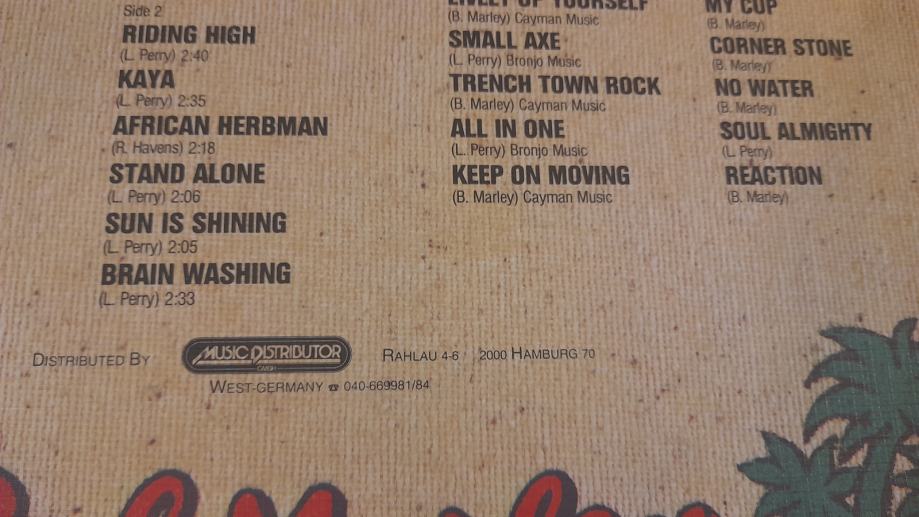 Side 2
RIDING HIGH
(L. Perry) 2:40
KAYA
(L. Perry) 2:35
AFRICAN HERBMAN
(R. Havens) 2:18
STAND ALONE
(L. Perry) 2:06
SUN IS SHINING
(L. Perry) 2:05
BRAIN WASHING
(L. Perry) 2:33
LIVELY UP YOURSELF
(B. Marley) Cayman Music
SMALL AXE
(L. Perry) Bronjo Music
TRENCH TOWN ROCK
(B. Marley) Cayman Music
ALL IN ONE
(L. Perry) Bronjo Music
KEEP ON MOVING
(B. Marley) Cayman Music
MY CUP
(B. Marley)
CORNER STONE
(B. Marley)
NO WATER
(B. Marley)
SOUL ALMIGHTY
(L. Perry)
REACTION
(B. Marley)
DISTRIBUTED BY MUSIC DISTRIBUTOR GMBH RAHLAU 4-6 2000 HAMBURG 70
WEST-GERMANY ☎ 040-669981/84